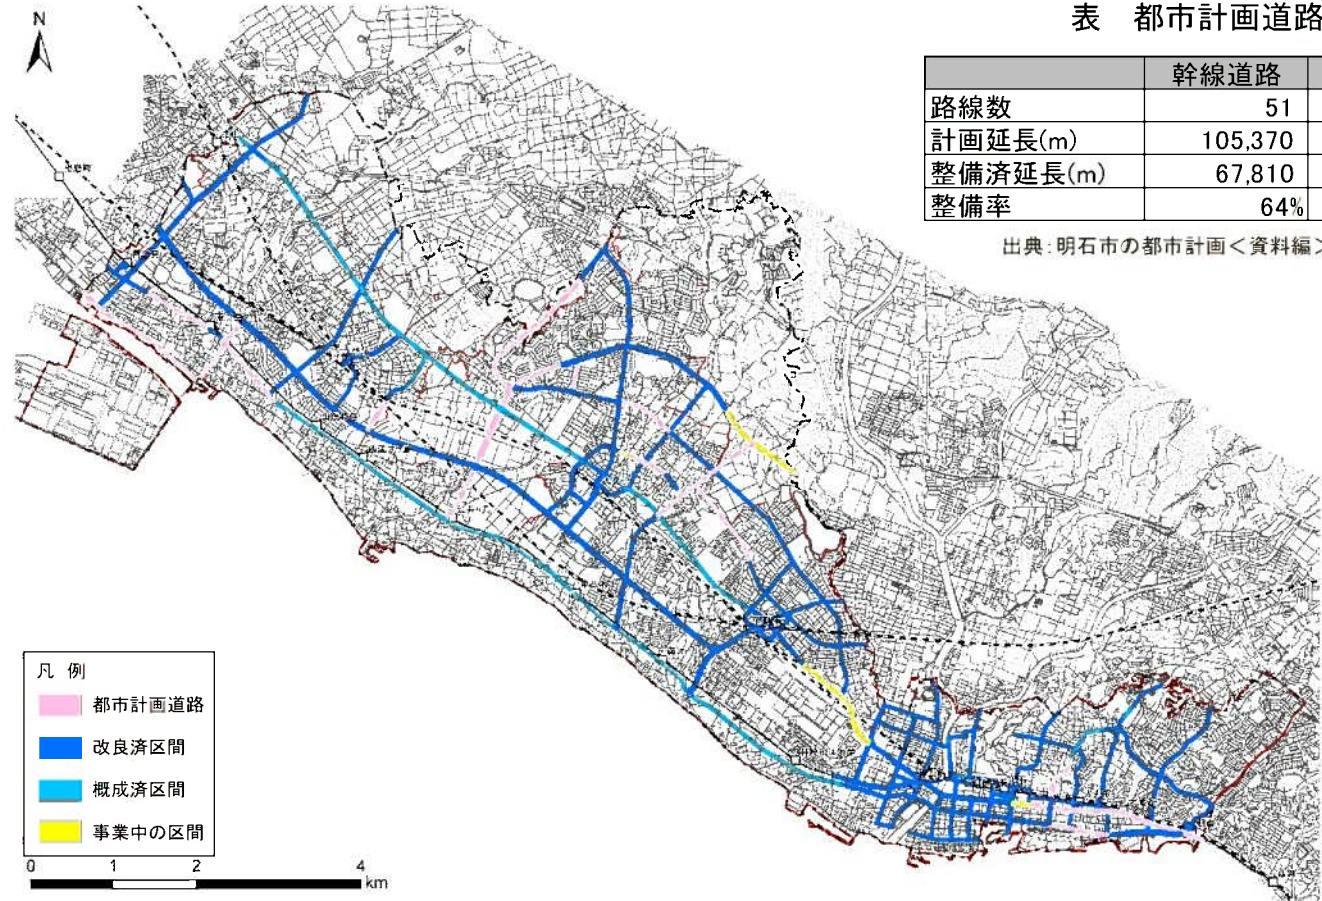 表 都市計画道路
幹線道路
路線数 51
計画延長(m) 105,370
整備済延長(m) 67,810
整備率 64%
出典:明石市の都市計画<資料編>
N
凡 例
都市計画道路
改良済区間
概成済区間
事業中の区間
0 1 2 4
km